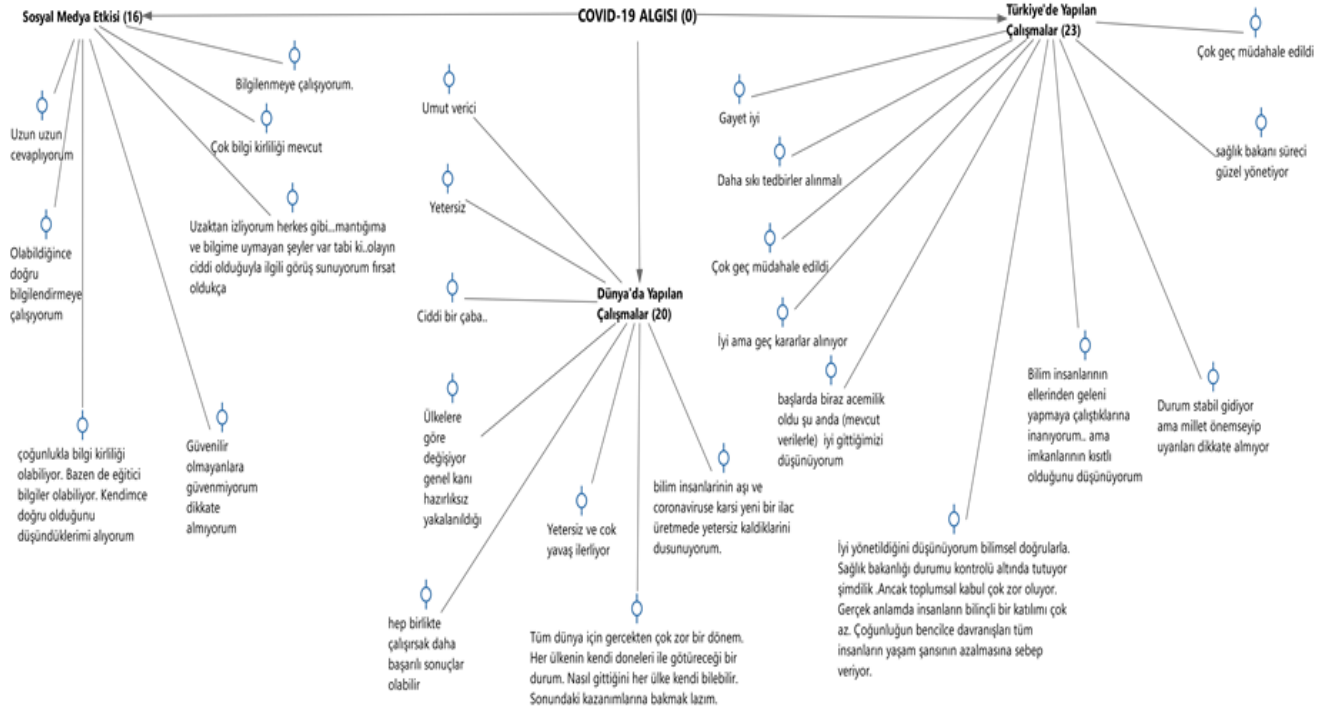 Sosyal Medya Etkisi (16)
COVID-19 ALGISI (0)
Türkiye'de Yapılan
Çalışmalar (23)
Bilgilenmeye çalışıyorum.
Uzun uzun
cevaplıyorum
Çok bilgi kirliliği mevcut
Olabildiğince
doğru
bilgilendirmeye
çalışıyorum
Uzaktan izliyorum herkes gibi...mantığıma
ve bilgime uymayan şeyler var tabi ki..olayın
ciddi olduğuyla ilgili görüş sunuyorum fırsat
oldukça
çoğunlukla bilgi kirliliği
olabiliyor. Bazen de eğitici
bilgiler olabiliyor. Kendimce
doğru olduğunu
düşündüklerimi alıyorum
Güvenilir
olmayanlara
güvenmiyorum
dikkate
almıyorum
Umut verici
Yetersiz
Ciddi bir çaba..
Dünya'da Yapılan
Çalışmalar (20)
Ülkelere
göre
değişiyor
genel kanı
hazırlıksız
yakalanıldığı
hep birlikte
çalışırsak daha
başarılı sonuçlar
olabilir
Yetersiz ve cok
yavaş ilerliyor
Tüm dünya için gercekten çok zor bir dönem.
Her ülkenin kendi doneleri ile götüreceği bir
durum. Nasıl gittiğini her ülke kendi bilebilir.
Sonundaki kazanımlarına bakmak lazım.
bilim insanlarinin aşı ve
coronaviruse karsi yeni bir ilac
üretmede yetersiz kaldiklarini
dusunuyorum.
Çok geç müdahale edildi
Gayet iyi
sağlık bakanı süreci
güzel yönetiyor
Daha sıkı tedbirler alınmalı
Çok geç müdahale edildi
İyi ama geç kararlar alınıyor
başlarda biraz acemilik
oldu şu anda (mevcut
verilerle) iyi gittiğimizi
düşünüyorum
Bilim insanlarının
ellerinden geleni
yapmaya çalıştıklarına
inanıyorum.. ama
imkanlarının kısıtlı
olduğunu düşünüyorum
Durum stabil gidiyor
ama millet önemseyip
uyarıları dikkate almıyor
İyi yönetildiğini düşünüyorum bilimsel doğrularla.
Sağlık bakanlığı durumu kontrolü altında tutuyor
şimdilik .Ancak toplumsal kabul çok zor oluyor.
Gerçek anlamda insanların bilinçli bir katılımı çok
az. Çoğunluğun bencilce davranışları tüm
insanların yaşam şansının azalmasına sebep
veriyor.